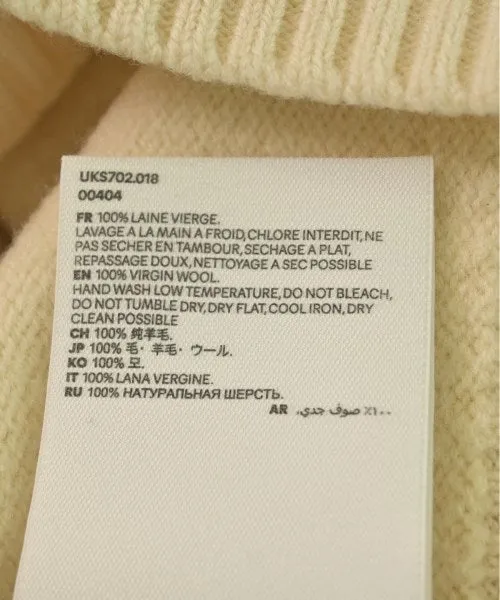 UKS702.018
00404
FR 100% LAINE VIERGE.
LAVAGE A LA MAIN A FROID, CHLORE INTERDIT, NE
PAS SECHER EN TAMBOUR, SECHAGE A PLAT,
REPASSAGE DOUX, NETTOYAGE A SEC POSSIBLE
EN 100% VIRGIN WOOL.
HAND WASH LOW TEMPERATURE, DO NOT BLEACH,
DO NOT TUMBLE DRY, DRY FLAT, COOL IRON, DRY
CLEAN POSSIBLE
CH 100% 纯羊毛.
JP 100% 毛・羊毛・ウール.
KO 100% 모.
IT 100% LANA VERGINE.
RU 100% НАТУРАЛЬНАЯ ШЕРСТЬ.
AR ١٠٠٪ صوف جدي.